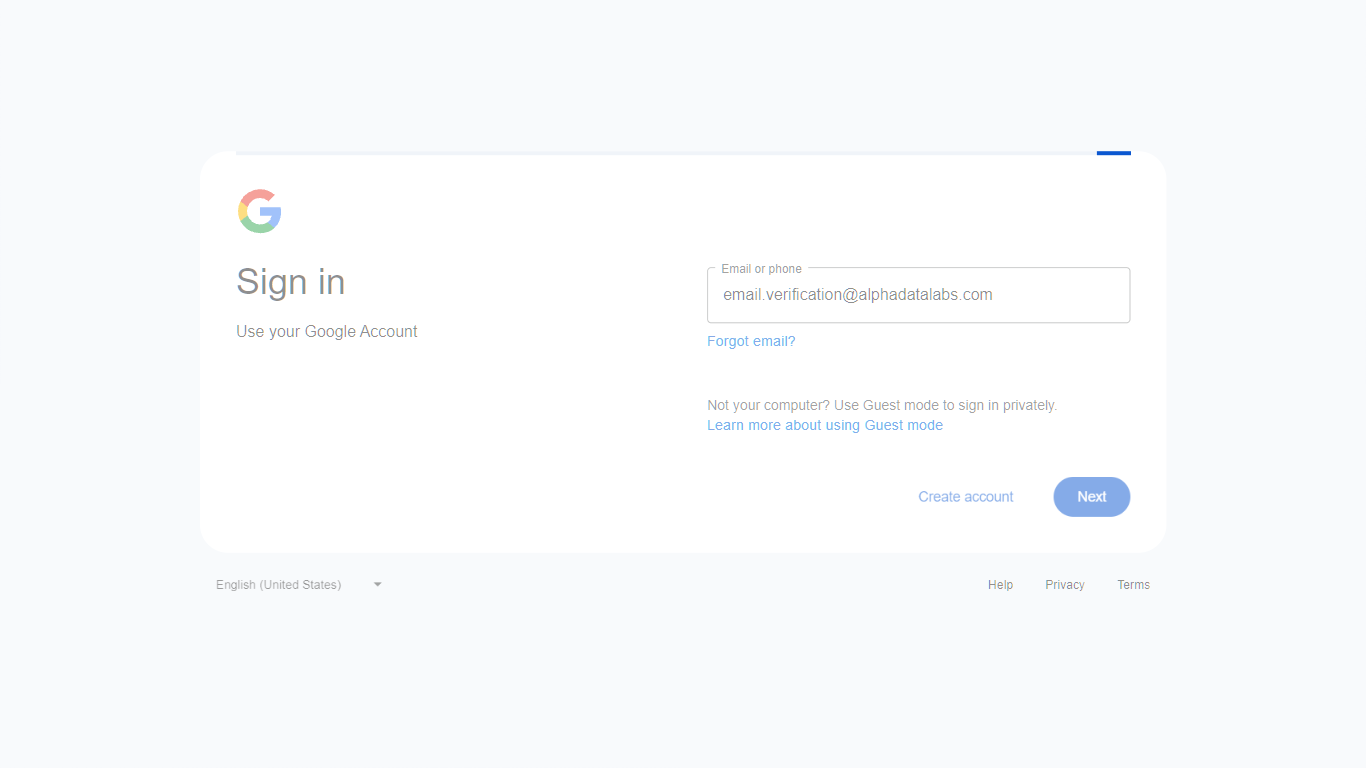 Sign in
Use your Google Account
Email or phone
email.verification@alphadatalabs.com
Forgot email?
Not your computer? Use Guest mode to sign in privately.
Learn more about using Guest mode
Create account
Next
English (United States)
Help
Privacy
Terms